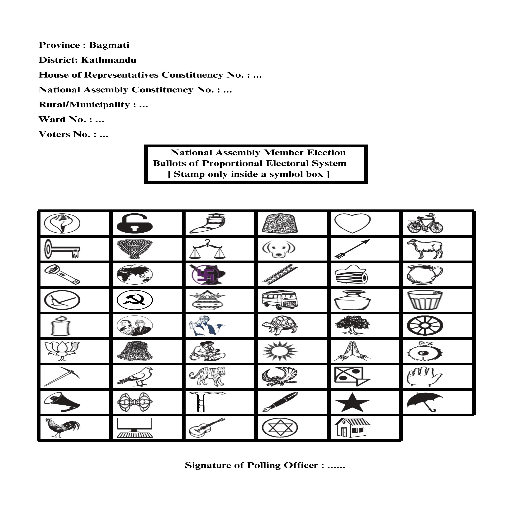 Province : Bagmati
District: Kathmandu
House of Representatives Constituency No. : ...
National Assembly Constituency No. : ...
Rural/Municipality : ...
Ward No. : ...
Voters No. : ...
National Assembly Member Election
Ballots of Proportional Electoral System
[ Stamp only inside a symbol box ]
Signature of Polling Officer : ......